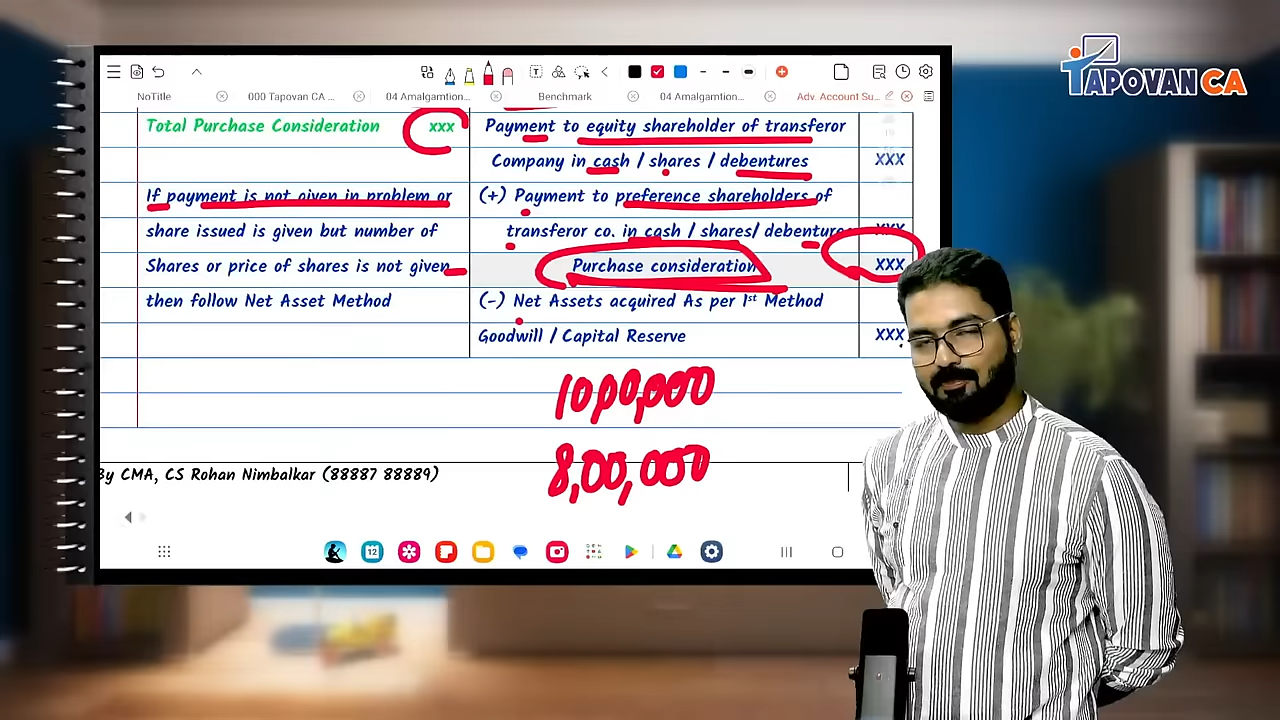 TAPOVAN CA
NoTitle
000 Tapovan CA ...
04 Amalgamtion...
Benchmark
04 Amalgamtion...
Adv. Account Su...
Total Purchase Consideration xxx
If payment is not given in problem or
share issued is given but number of
Shares or price of shares is not given
then follow Net Asset Method
Payment to equity shareholder of transferor
Company in cash / shares / debentures XXX
(+) Payment to preference shareholders of
transferor co. in cash / shares/ debenture XXX
Purchase consideration XXX
(-) Net Assets acquired As per 1st Method
Goodwill / Capital Reserve XXX
10,00,000
8,00,000
By CMA, CS Rohan Nimbalkar (88887 88889)
12